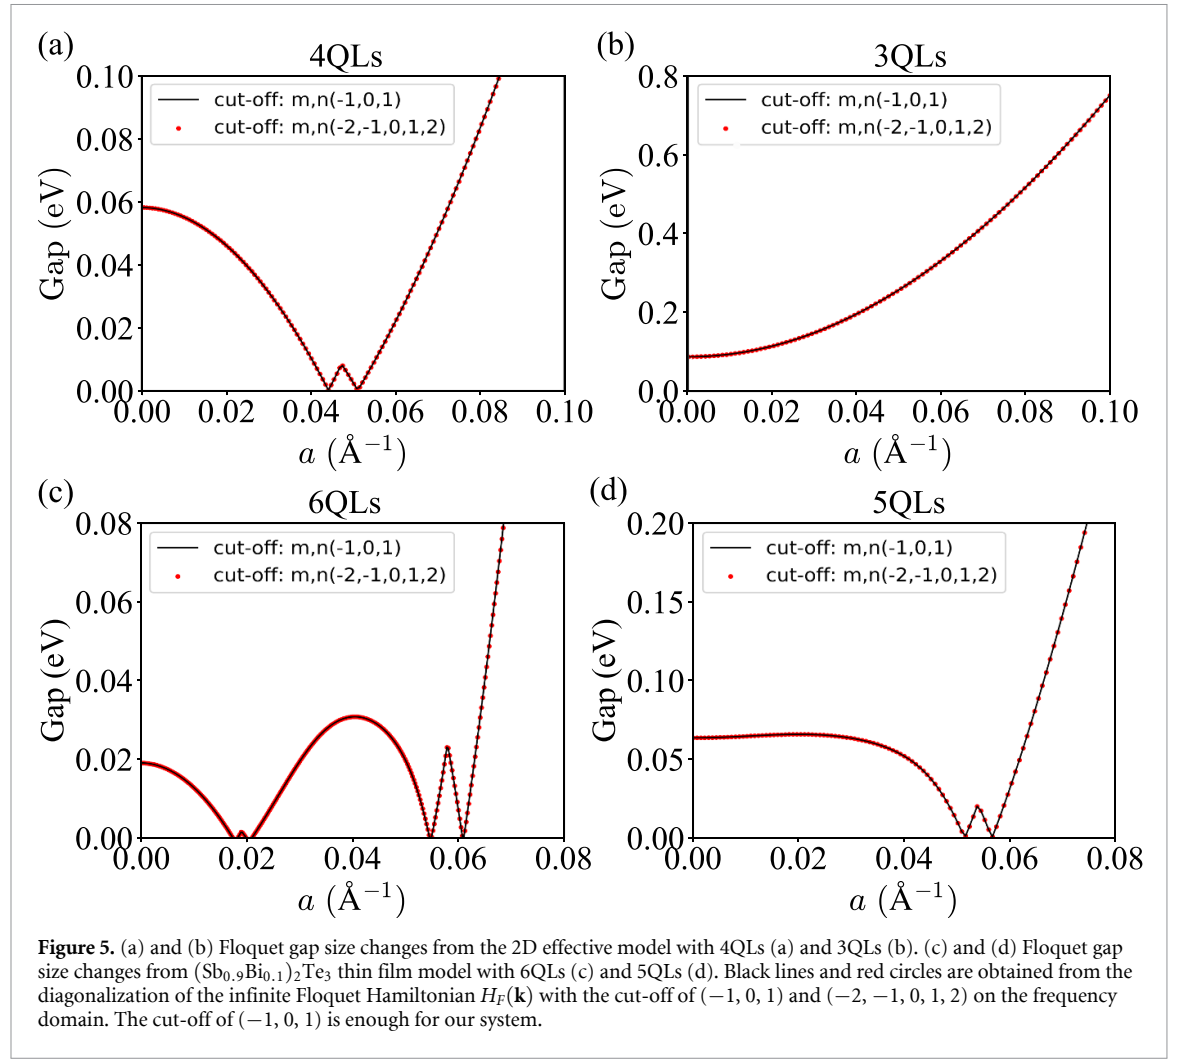 (a)
4QLs
cut-off: m,n(-1,0,1)
cut-off: m,n(-2,-1,0,1,2)
Gap (eV)
0.10
0.08
0.06
0.04
0.02
0.00
0.00 0.02 0.04 0.06 0.08 0.10
a (Å⁻¹)
(b)
3QLs
cut-off: m,n(-1,0,1)
cut-off: m,n(-2,-1,0,1,2)
Gap (eV)
0.8
0.6
0.4
0.2
0.0
0.00 0.02 0.04 0.06 0.08 0.10
a (Å⁻¹)
(c)
6QLs
cut-off: m,n(-1,0,1)
cut-off: m,n(-2,-1,0,1,2)
Gap (eV)
0.08
0.06
0.04
0.02
0.00
0.00 0.02 0.04 0.06 0.08
a (Å⁻¹)
(d)
5QLs
cut-off: m,n(-1,0,1)
cut-off: m,n(-2,-1,0,1,2)
Gap (eV)
0.20
0.15
0.10
0.05
0.00
0.00 0.02 0.04 0.06 0.08
a (Å⁻¹)
Figure 5. (a) and (b) Floquet gap size changes from the 2D effective model with 4QLs (a) and 3QLs (b). (c) and (d) Floquet gap
size changes from (Sb₀.₉Bi₀.₁)₂Te₃ thin film model with 6QLs (c) and 5QLs (d). Black lines and red circles are obtained from the
diagonalization of the infinite Floquet Hamiltonian H_F(k) with the cut-off of (−1, 0, 1) and (−2, −1, 0, 1, 2) on the frequency
domain. The cut-off of (−1, 0, 1) is enough for our system.